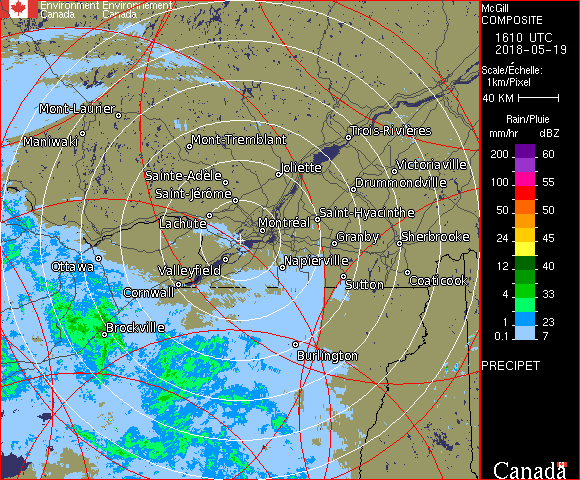 Environment Environnement
Canada Canada
McGill
COMPOSITE
1610 UTC
2018-05-19
Scale/Échelle:
1km/Pixel
40 KM
Rain/Pluie
mm/hr dBZ
200 60
100 55
50 50
24 45
12 40
4 33
1 23
0.1 7
PRECIPET
Mont-Laurier
Maniwaki
Mont-Tremblant
Trois-Rivières
Joliette
Victoriaville
Sainte-Adèle
Drummondville
Saint-Jérôme
Saint-Hyacinthe
Lachute
Montréal
Granby
Sherbrooke
Ottawa
Valleyfield
Napierville
Cornwall
Sutton
Coaticook
Brockville
Burlington
Canada